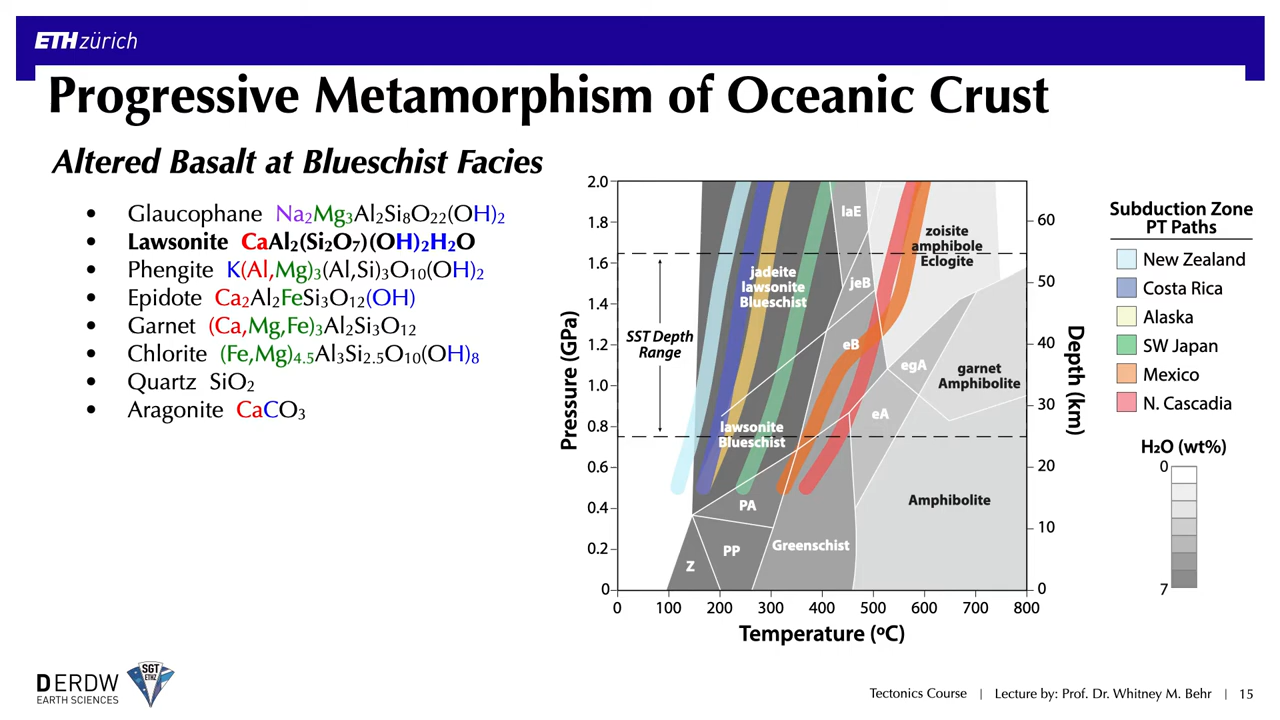 ETH zürich
Progressive Metamorphism of Oceanic Crust
Altered Basalt at Blueschist Facies
• Glaucophane Na₂Mg₃Al₂Si₈O₂₂(OH)₂
• Lawsonite CaAl₂(Si₂O₇)(OH)₂H₂O
• Phengite K(Al,Mg)₃(Al,Si)₃O₁₀(OH)₂
• Epidote Ca₂Al₂FeSi₃O₁₂(OH)
• Garnet (Ca,Mg,Fe)₃Al₂Si₃O₁₂
• Chlorite (Fe,Mg)₄.₅Al₃Si₂.₅O₁₀(OH)₈
• Quartz SiO₂
• Aragonite CaCO₃
Pressure (GPa)
2.0
1.8
1.6
1.4
1.2
1.0
0.8
0.6
0.4
0.2
0
0 100 200 300 400 500 600 700 800
Temperature (ºC)
60
50
40
30
20
10
0
Depth (km)
laE
zoisite
amphibole
Eclogite
jadeite
lawsonite
Blueschist
jeB
SST Depth
Range
eB
egA
garnet
Amphibolite
eA
lawsonite
Blueschist
PA
Amphibolite
PP
Greenschist
Z
Subduction Zone
PT Paths
New Zealand
Costa Rica
Alaska
SW Japan
Mexico
N. Cascadia
H₂O (wt%)
0
7
DERDW
EARTH SCIENCES
SGT
ETHZ
Tectonics Course | Lecture by: Prof. Dr. Whitney M. Behr | 15